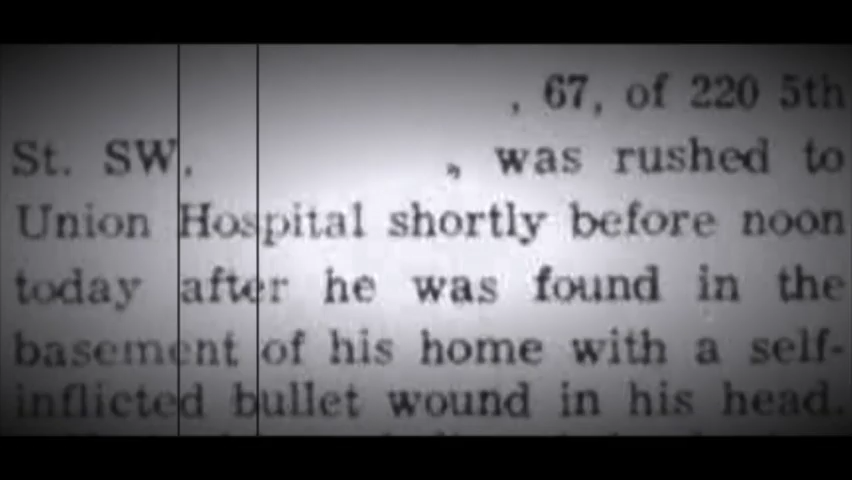 , 67, of 220 5th
St. SW, , was rushed to
Union Hospital shortly before noon
today after he was found in the
basement of his home with a self-
inflicted bullet wound in his head.